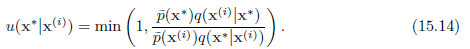 u(x*|x⁽ⁱ⁾) = min(1, p̃(x*)q(x⁽ⁱ⁾|x*) / p̃(x⁽ⁱ⁾)q(x*|x⁽ⁱ⁾)). (15.14)